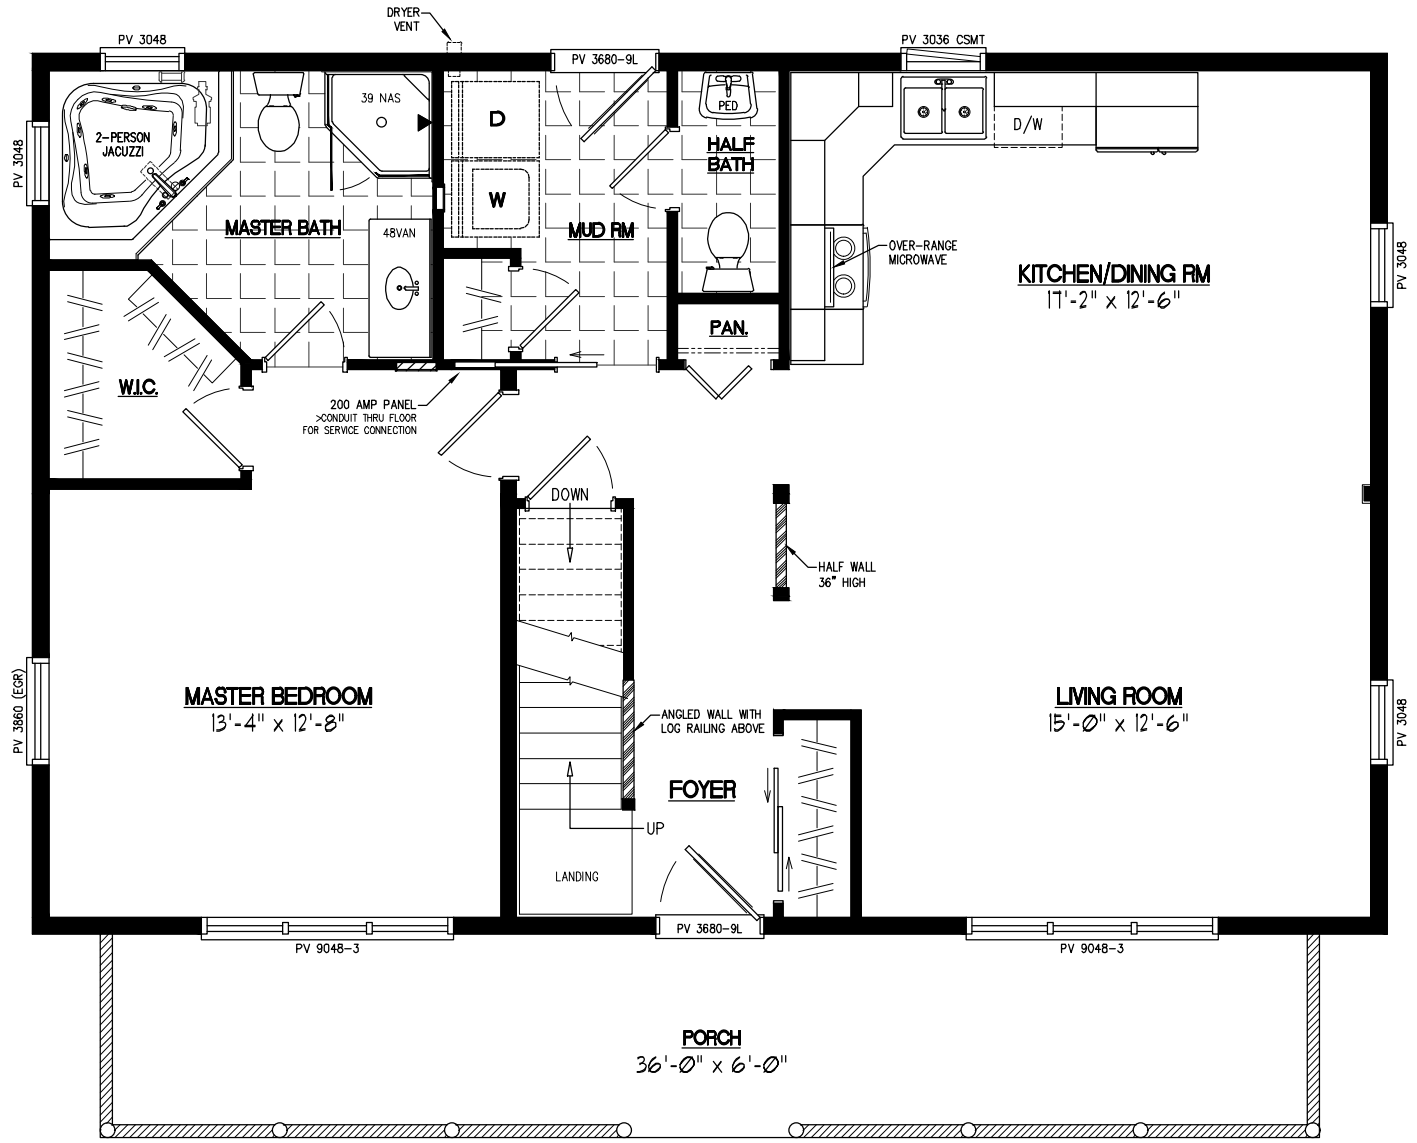 DRYER
VENT
PV 3048
PV 3680-9L
PV 3036 CSMT
39 NAS
2-PERSON
JACUZZI
PV 3048
D
W
PED
HALF
BATH
D/W
MASTER BATH
48VAN
MUD RM
OVER-RANGE
MICROWAVE
KITCHEN/DINING RM
17'-2" x 12'-6"
PV 3048
PAN.
W.I.C.
200 AMP PANEL
>CONDUIT THRU FLOOR
FOR SERVICE CONNECTION
DOWN
HALF WALL
36" HIGH
PV 3860 (EGR)
MASTER BEDROOM
13'-4" x 12'-8"
ANGLED WALL WITH
LOG RAILING ABOVE
LIVING ROOM
15'-0" x 12'-6"
PV 3048
FOYER
UP
LANDING
PV 9048-3
PV 3680-9L
PV 9048-3
PORCH
36'-0" x 6'-0"